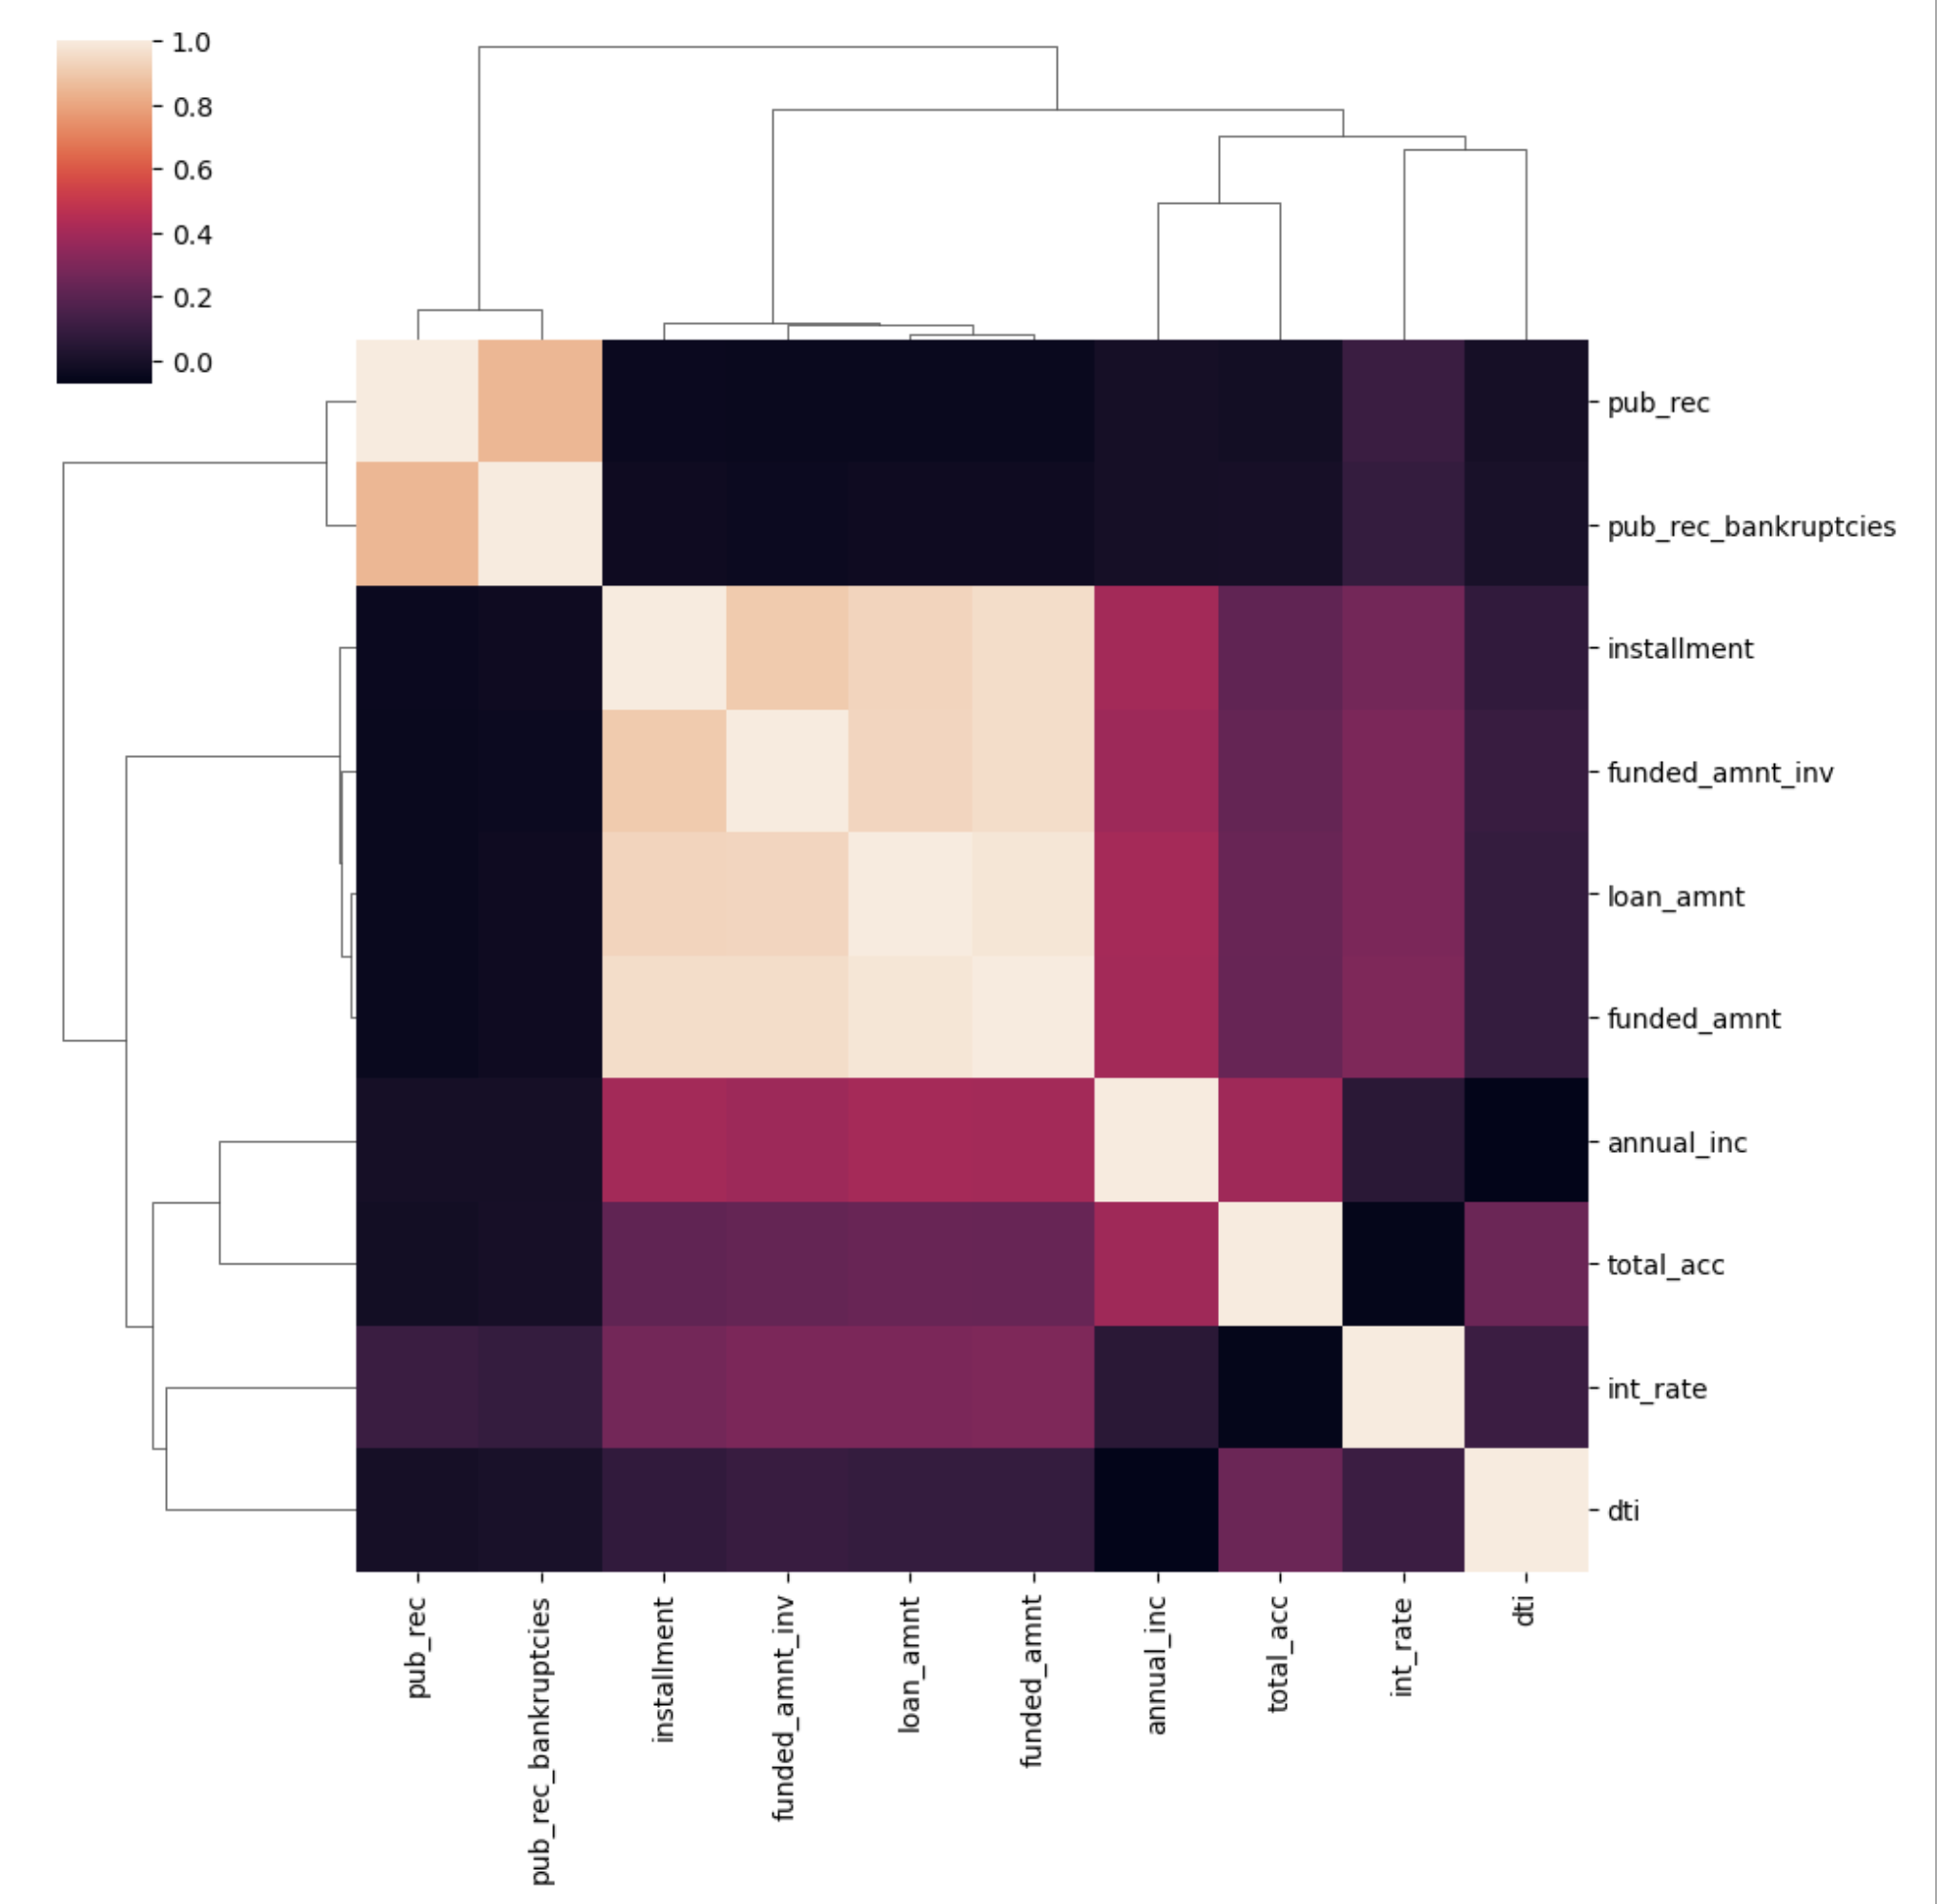 1.0
0.8
0.6
0.4
0.2
0.0
pub_rec
pub_rec_bankruptcies
installment
funded_amnt_inv
loan_amnt
funded_amnt
annual_inc
total_acc
int_rate
dti
pub_rec
pub_rec_bankruptcies
installment
funded_amnt_inv
loan_amnt
funded_amnt
annual_inc
total_acc
int_rate
dti